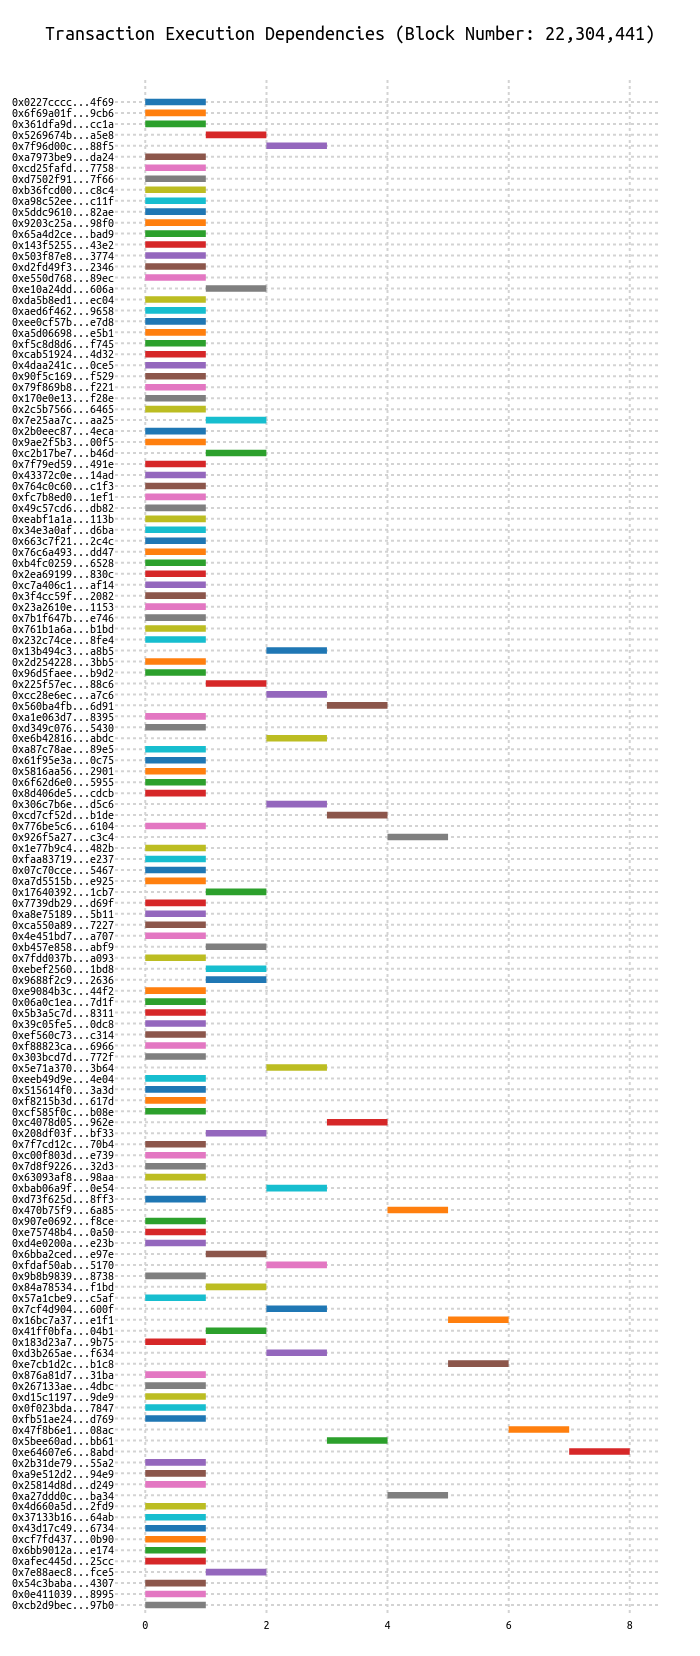 Transaction Execution Dependencies (Block Number: 22,304,441)
0x0227cccc...4f69
0x6f69a01f...9cb6
0x361dfa9d...cc1a
0x5269674b...a5e8
0x7f96d00c...88f5
0xa7973be9...da24
0xcd25fafd...7758
0xd7502f91...7f66
0xb36fcd00...c8c4
0xa98c52ee...c11f
0x5ddc9610...82ae
0x9203c25a...98f0
0x65a4d2ce...bad9
0x143f5255...43e2
0x503f87e8...3774
0xd2fd49f3...2346
0xe550d768...89ec
0xe10a24dd...606a
0xda5b8ed1...ec04
0xaed6f462...9658
0xee0cf57b...e7d8
0xa5d06698...e5b1
0xf5c8d8d6...f745
0xcab51924...4d32
0x4daa241c...0ce5
0x90f5c169...f529
0x79f869b8...f221
0x170e0e13...f28e
0x2c5b7566...6465
0x7e25aa7c...aa25
0x2b0eec87...4eca
0x9ae2f5b3...00f5
0xc2b17be7...b46d
0x7f79ed59...491e
0x43372c0e...14ad
0x764c0c60...c1f3
0xfc7b8ed0...1ef1
0x49c57cd6...db82
0xeabf1a1a...113b
0x34e3a0af...d6ba
0x663c7f21...2c4c
0x76c6a493...dd47
0xb4fc0259...6528
0x2ea69199...830c
0xc7a406c1...af14
0x3f4cc59f...2082
0x23a2610e...1153
0x7b1f647b...e746
0x761b1a6a...b1bd
0x232c74ce...8fe4
0x13b494c3...a8b5
0x2d254228...3bb5
0x96d5faee...b9d2
0x225f57ec...88c6
0xcc28e6ec...a7c6
0x560ba4fb...6d91
0xa1e063d7...8395
0xd349c076...5430
0xe6b42816...abdc
0xa87c78ae...89e5
0x61f95e3a...0c75
0x5816aa56...2901
0x6f62d6e0...5955
0x8d406de5...cdcb
0x306c7b6e...d5c6
0xcd7cf52d...b1de
0x776be5c6...6104
0x926f5a27...c3c4
0x1e77b9c4...482b
0xfaa83719...e237
0x07c70cce...5467
0xa7d5515b...e925
0x17640392...1cb7
0x7739db29...d69f
0xa8e75189...5b11
0xca550a89...7227
0x4e451bd7...a707
0xb457e858...abf9
0x7fdd037b...a093
0xebef2560...1bd8
0x9688f2c9...2636
0xe9084b3c...44f2
0x06a0c1ea...7d1f
0x5b3a5c7d...8311
0x39c05fe5...0dc8
0xef560c73...c314
0xf88823ca...6966
0x303bcd7d...772f
0x5e71a370...3b64
0xeeb49d9e...4e04
0x515614f0...3a3d
0xf8215b3d...617d
0xcf585f0c...b08e
0xc4078d05...962e
0x208df03f...bf33
0x7f7cd12c...70b4
0xc00f803d...e739
0x7d8f9226...32d3
0x63093af8...98aa
0xbab06a9f...0e54
0xd73f625d...8ff3
0x470b75f9...6a85
0x907e0692...f8ce
0xe75748b4...0a50
0xd4e0200a...e23b
0x6bba2ced...e97e
0xfdaf50ab...5170
0x9b8b9839...8738
0x84a78534...f1bd
0x57a1cbe9...c5af
0x7cf4d904...600f
0x16bc7a37...e1f1
0x41ff0bfa...04b1
0x183d23a7...9b75
0xd3b265ae...f634
0xe7cb1d2c...b1c8
0x876a81d7...31ba
0x267133ae...4dbc
0xd15c1197...9de9
0x0f023bda...7847
0xfb51ae24...d769
0x47f8b6e1...08ac
0x5bee60ad...bb61
0xe64607e6...8abd
0x2b31de79...55a2
0xa9e512d2...94e9
0x25814d8d...d249
0xa27ddd0c...ba34
0x4d660a5d...2fd9
0x37133b16...64ab
0x43d17c49...6734
0xcf7fd437...0b90
0x6bb9012a...e174
0xafec445d...25cc
0x7e88aec8...fce5
0x54c3baba...4307
0x0e411039...8995
0xcb2d9bec...97b0
0 2 4 6 8